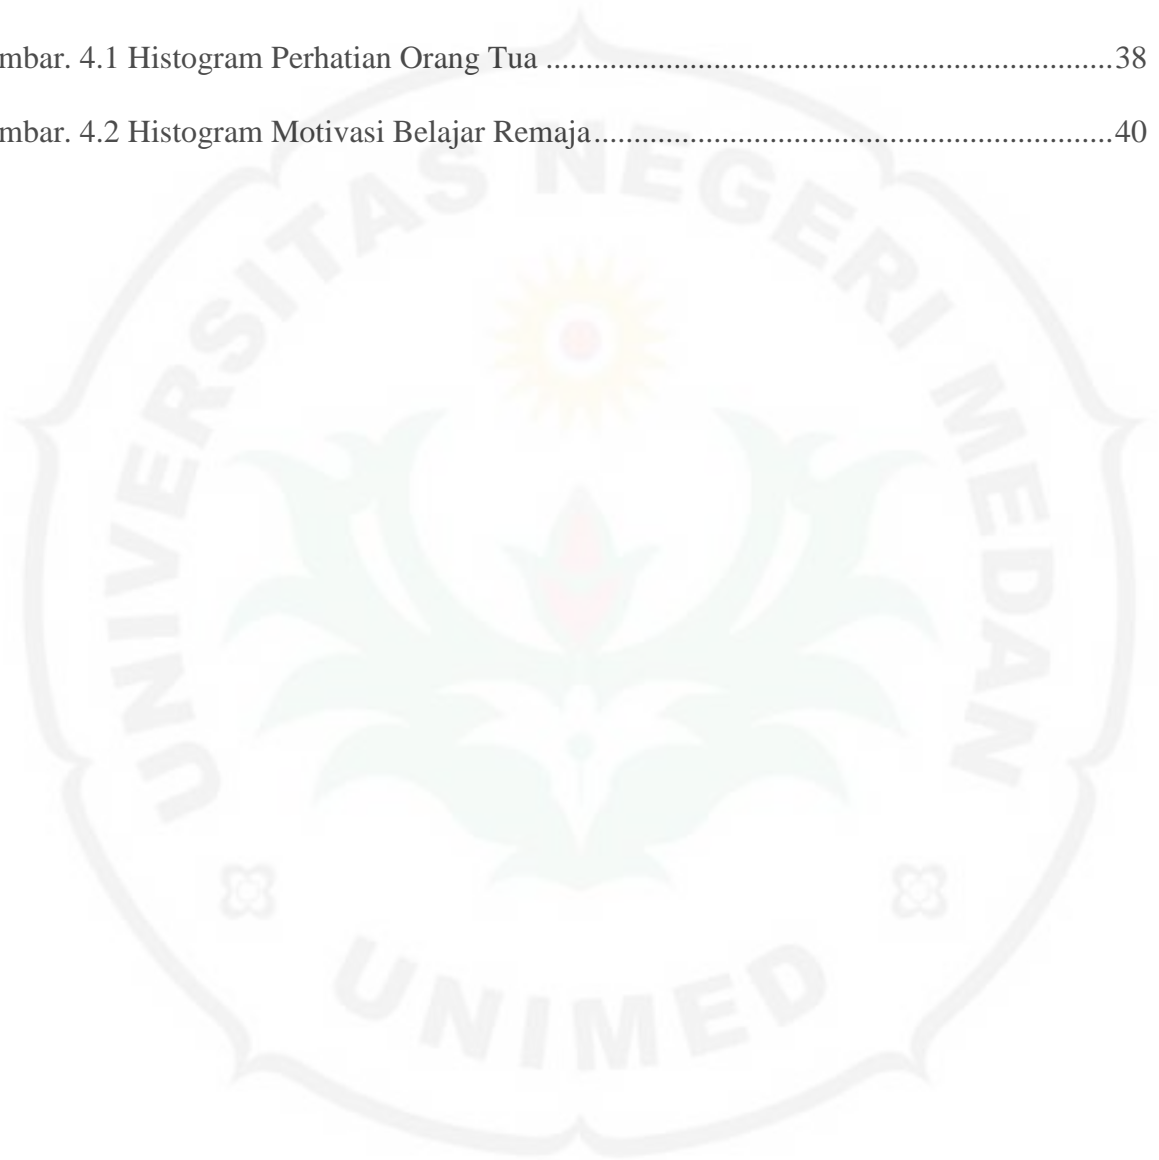 mbar. 4.1 Histogram Perhatian Orang Tua ........................................................................38
mbar. 4.2 Histogram Motivasi Belajar Remaja..................................................................40
UNIVERSITAS NEGERI MEDAN
UNIMED